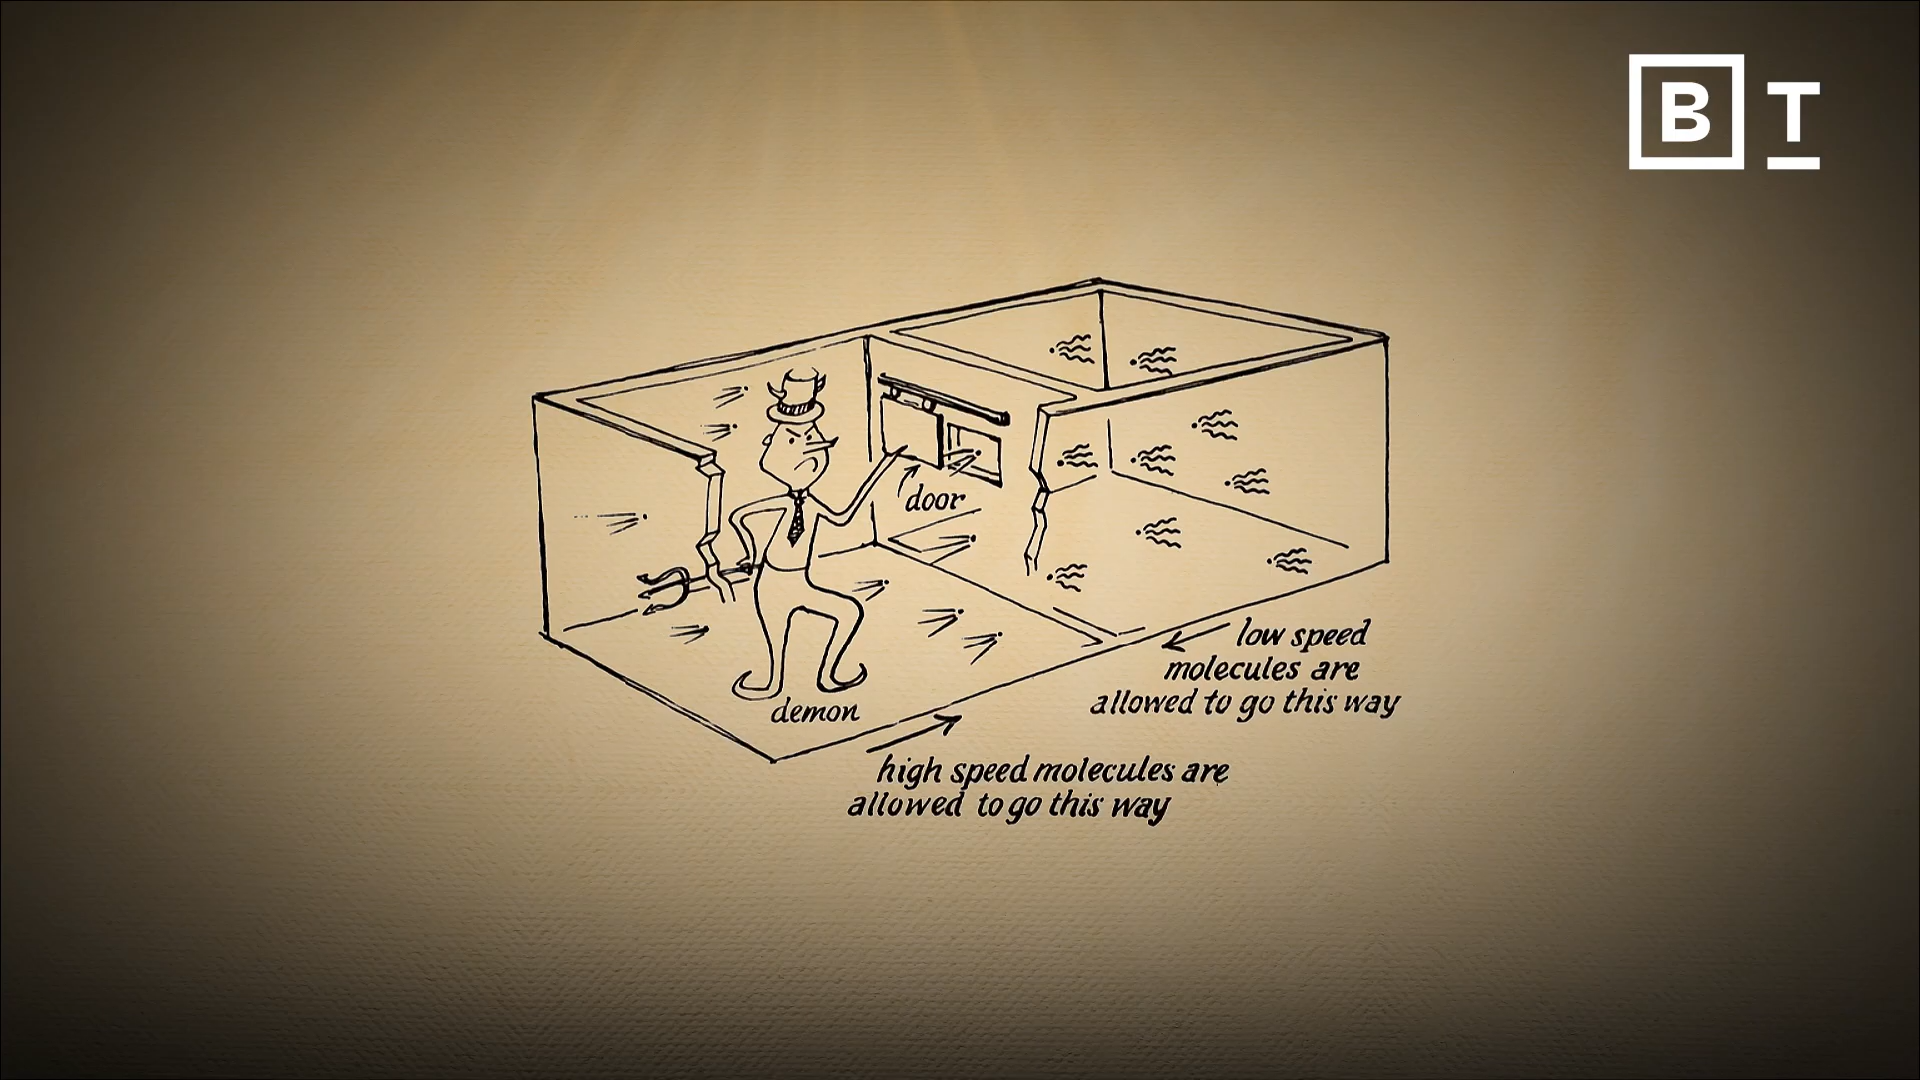 B T
door
low speed
molecules are
allowed to go this way
demon
high speed molecules are
allowed to go this way